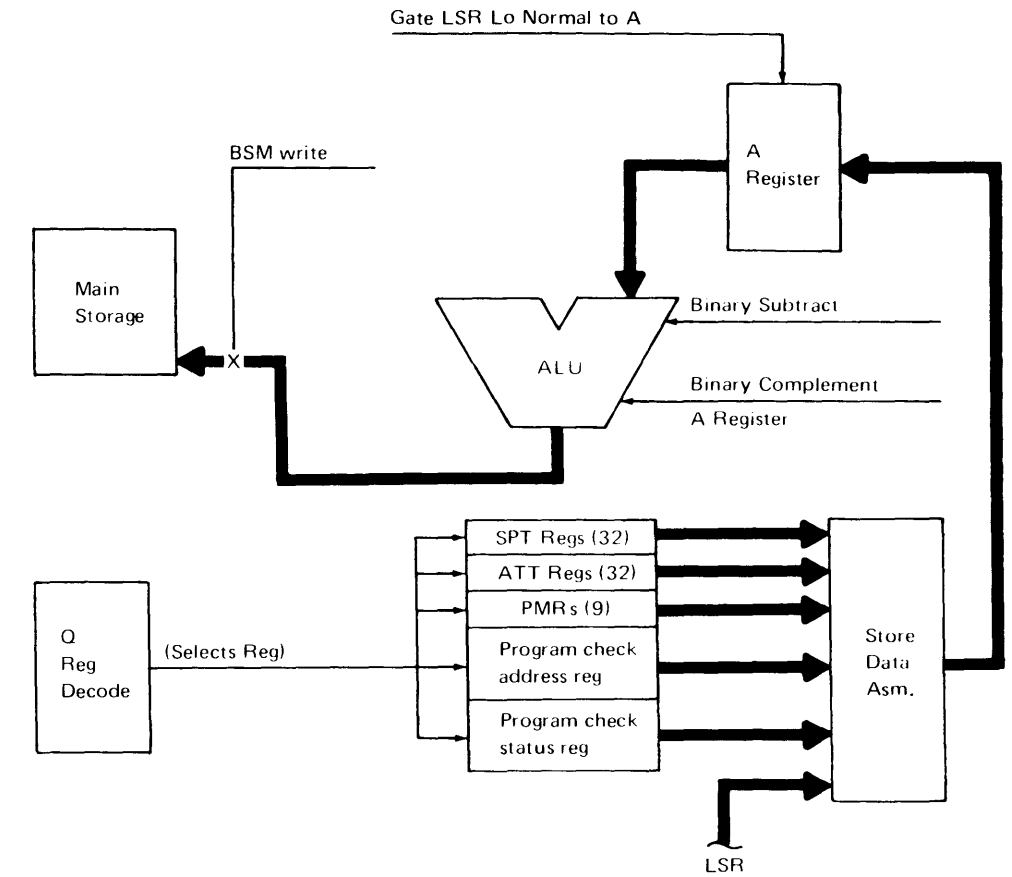 Gate LSR Lo Normal to A
BSM write
A
Register
Main
Storage
Binary Subtract
ALU
X
Binary Complement
A Register
SPT Regs (32)
ATT Regs (32)
PMRs (9)
Program check
address reg
Program check
status reg
Q
Reg
Decode
(Selects Reg)
Store
Data
Asm.
LSR